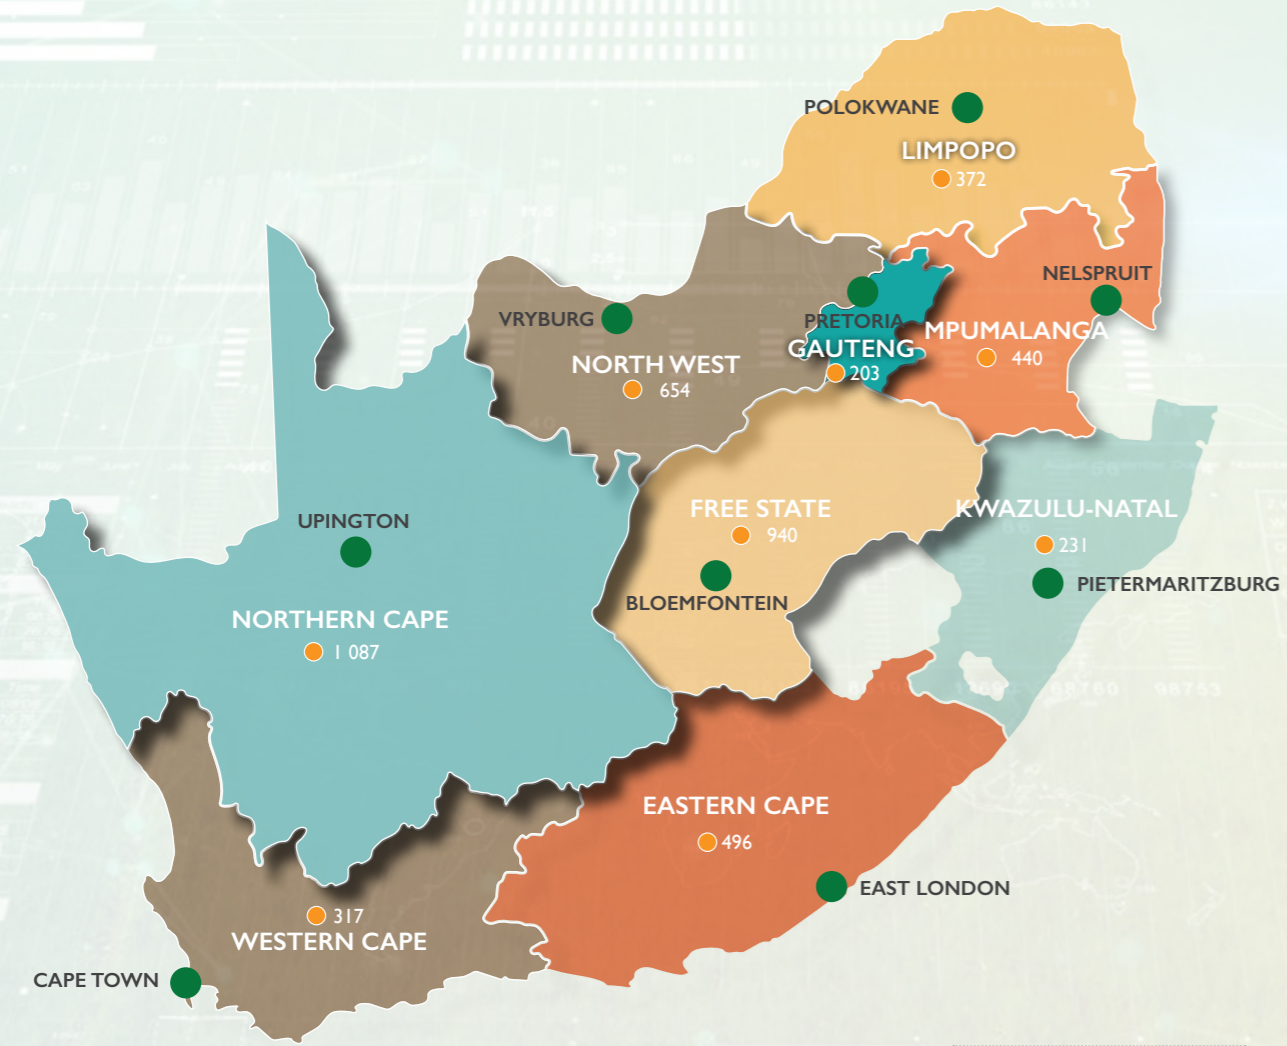 POLOKWANE
LIMPOPO
372
NELSPRUIT
VRYBURG
PRETORIA
MPUMALANGA
GAUTENG
440
NORTH WEST
203
654
FREE STATE
KWAZULU-NATAL
UPINGTON
940
231
PIETERMARITZBURG
BLOEMFONTEIN
NORTHERN CAPE
1 087
EASTERN CAPE
496
EAST LONDON
317
WESTERN CAPE
CAPE TOWN